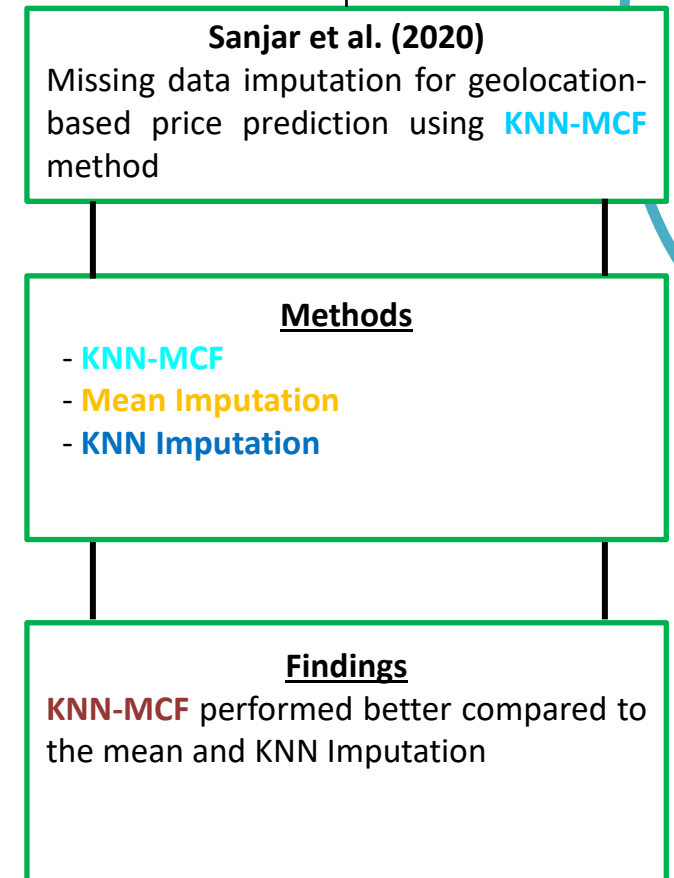 Sanjar et al. (2020)
Missing data imputation for geolocation-
based price prediction using KNN-MCF
method
Methods
- KNN-MCF
- Mean Imputation
- KNN Imputation
Findings
KNN-MCF performed better compared to
the mean and KNN Imputation